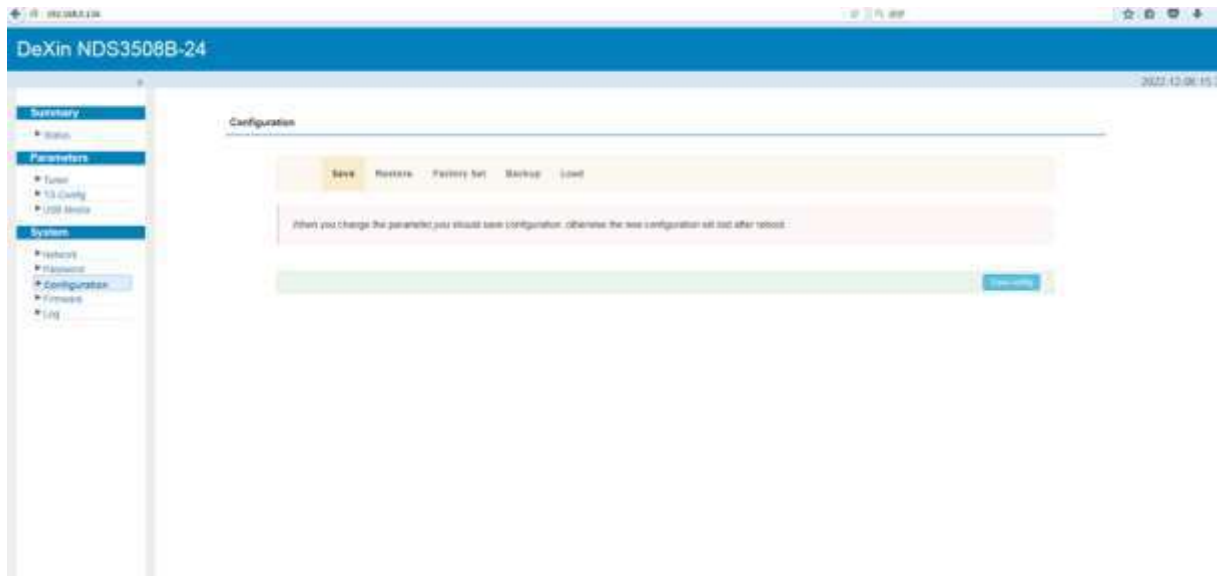 DeXin NDS3508B-24
Summary
Status
Parameters
Tuner
TS Config
USB Media
System
Network
Password
Configuration
Firmware
Log
Configuration
Save Restore Factory Set Backup Load
When you change the parameter,you should save configuration, otherwise the new configuration will lost after reboot.
Save config